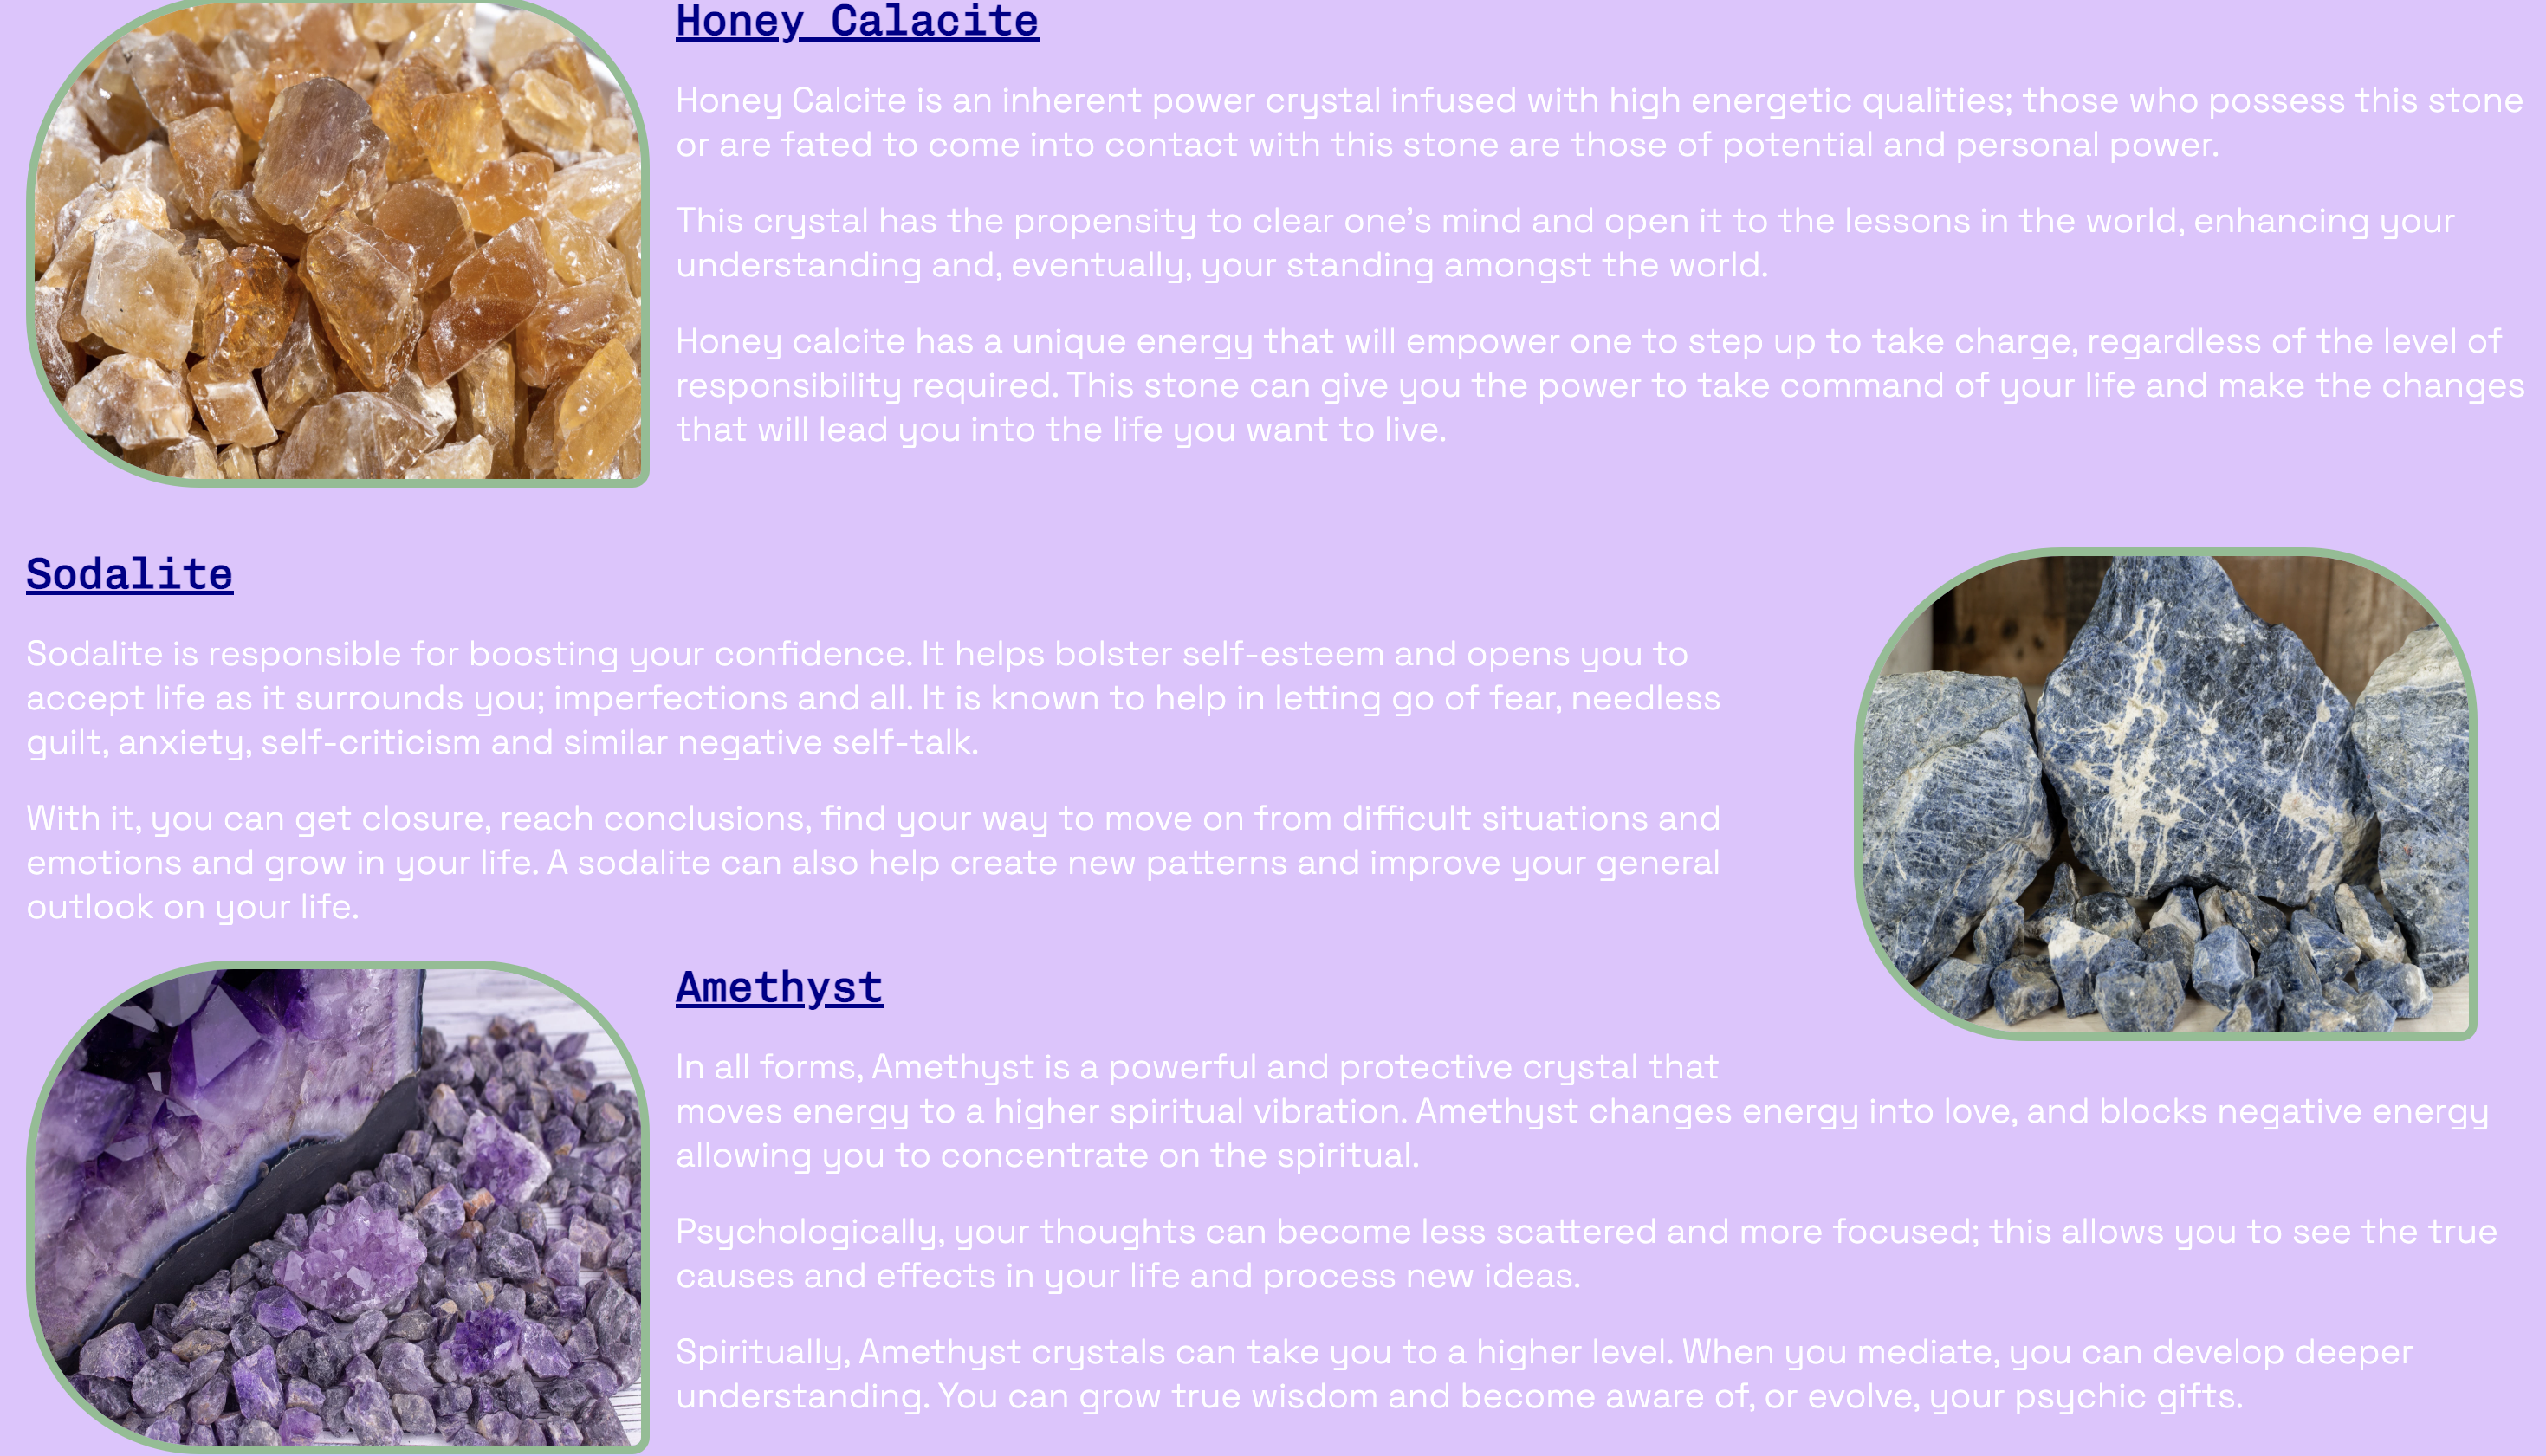 Honey Calacite
Honey Calcite is an inherent power crystal infused with high energetic qualities; those who possess this stone
or are fated to come into contact with this stone are those of potential and personal power.
This crystal has the propensity to clear one's mind and open it to the lessons in the world, enhancing your
understanding and, eventually, your standing amongst the world.
Honey calcite has a unique energy that will empower one to step up to take charge, regardless of the level of
responsibility required. This stone can give you the power to take command of your life and make the changes
that will lead you into the life you want to live.
Sodalite
Sodalite is responsible for boosting your confidence. It helps bolster self-esteem and opens you to
accept life as it surrounds you; imperfections and all. It is known to help in letting go of fear, needless
guilt, anxiety, self-criticism and similar negative self-talk.
With it, you can get closure, reach conclusions, find your way to move on from difficult situations and
emotions and grow in your life. A sodalite can also help create new patterns and improve your general
outlook on your life.
Amethyst
In all forms, Amethyst is a powerful and protective crystal that
moves energy to a higher spiritual vibration. Amethyst changes energy into love, and blocks negative energy
allowing you to concentrate on the spiritual.
Psychologically, your thoughts can become less scattered and more focused; this allows you to see the true
causes and effects in your life and process new ideas.
Spiritually, Amethyst crystals can take you to a higher level. When you mediate, you can develop deeper
understanding. You can grow true wisdom and become aware of, or evolve, your psychic gifts.